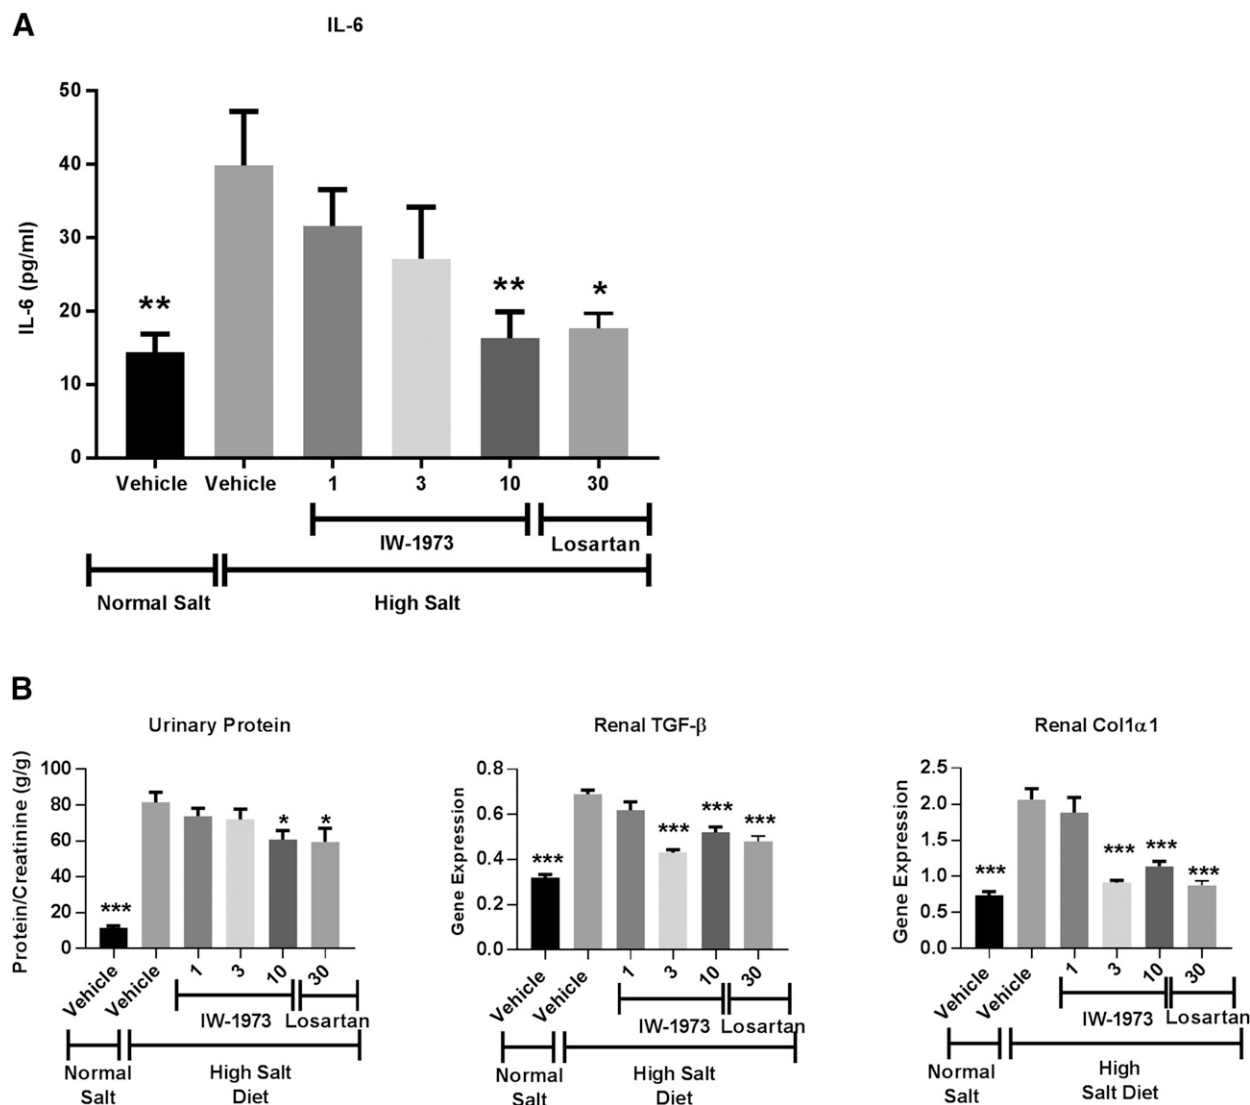 A
IL-6
IL-6 (pg/ml)
50
40
30
20
10
0
**
**
*
Vehicle Vehicle 1 3 10 30
IW-1973
Losartan
Normal Salt High Salt
B
Urinary Protein
Protein/Creatinine (g/g)
100
80
60
40
20
0
***
*
*
Vehicle Vehicle 1 3 10 30
IW-1973 Losartan
Normal
Salt
High Salt
Diet
Renal TGF-β
Gene Expression
0.8
0.6
0.4
0.2
0.0
***
***
***
***
Vehicle Vehicle 1 3 10 30
IW-1973 Losartan
Normal
Salt
High Salt
Diet
Renal Col1α1
Gene Expression
2.5
2.0
1.5
1.0
0.5
0.0
***
***
***
***
Vehicle Vehicle 1 3 10 30
IW-1973 Losartan
Normal
Salt
High
Salt Diet